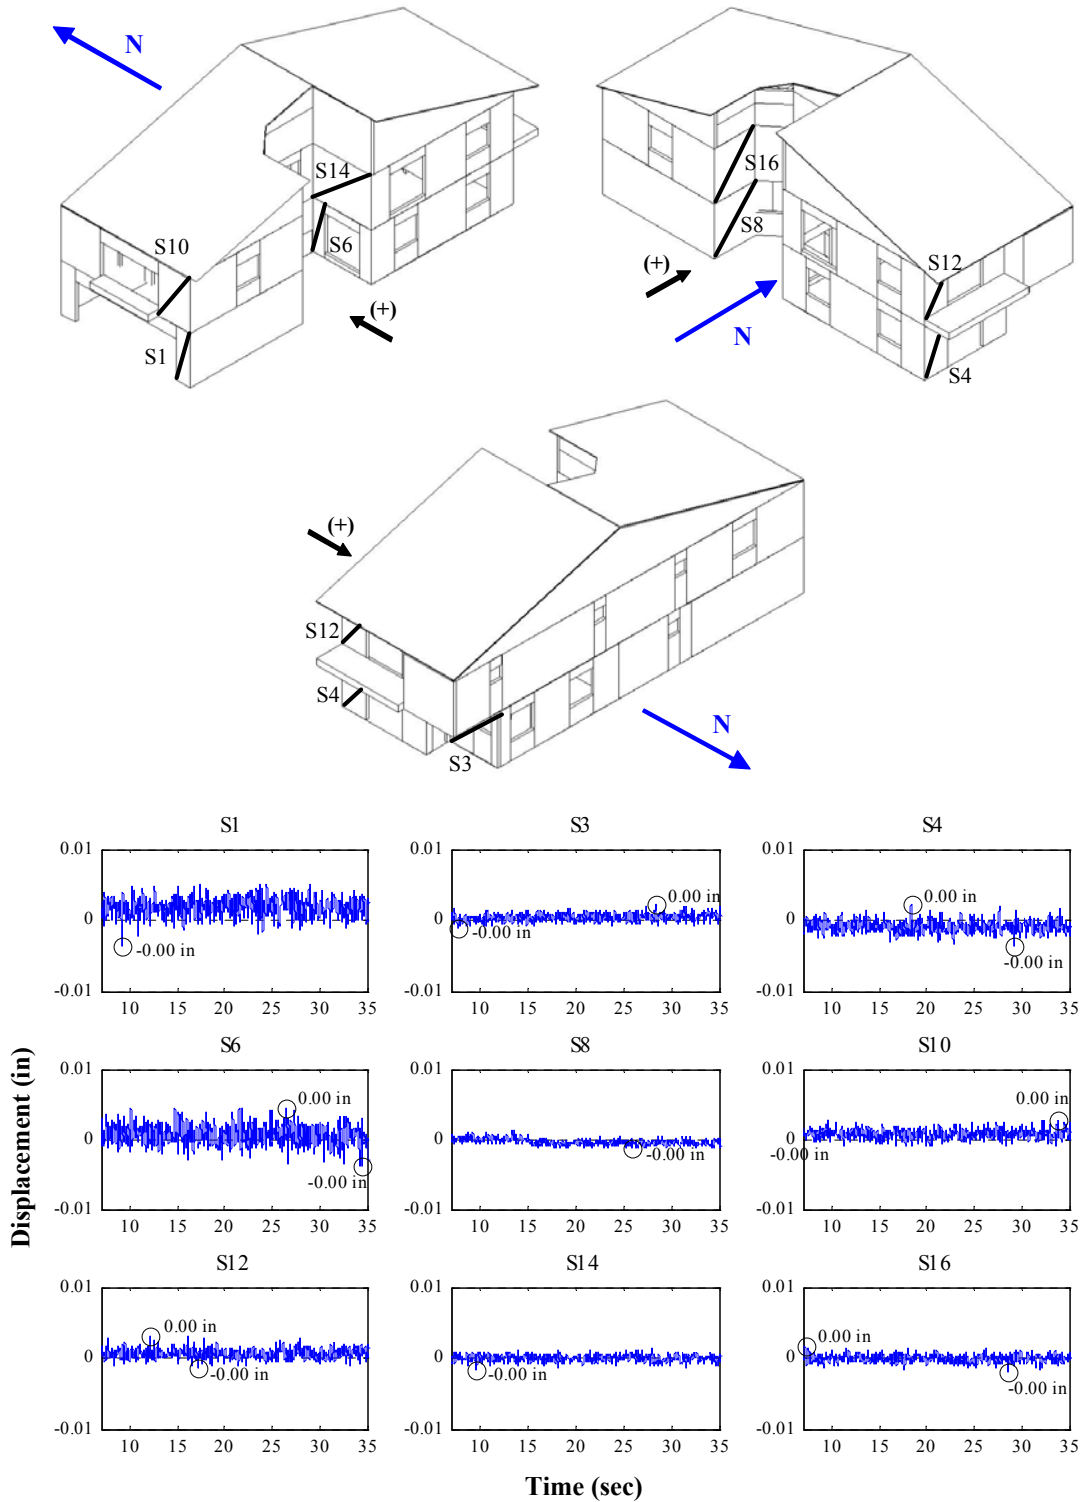 N
N
S14
S16
S10
S6
S8
S12
(+)
(+)
S1
N
S4
(+)
S12
S4
N
S3
S1
S3
S4
0.01
0
-0.01
-0.00 in
10 15 20 25 30 35
0.01
0
-0.01
0.00 in
-0.00 in
10 15 20 25 30 35
0.01
0
-0.01
0.00 in
-0.00 in
10 15 20 25 30 35
S6
S8
S10
0.01
0
-0.01
0.00 in
-0.00 in
10 15 20 25 30 35
0.01
0
-0.01
-0.00 in
10 15 20 25 30 35
0.01
0
-0.01
0.00 in
-0.00 in
10 15 20 25 30 35
S12
S14
S16
0.01
0
-0.01
0.00 in
-0.00 in
10 15 20 25 30 35
0.01
0
-0.01
-0.00 in
10 15 20 25 30 35
0.01
0
-0.01
0.00 in
-0.00 in
10 15 20 25 30 35
Displacement (in)
Time (sec)